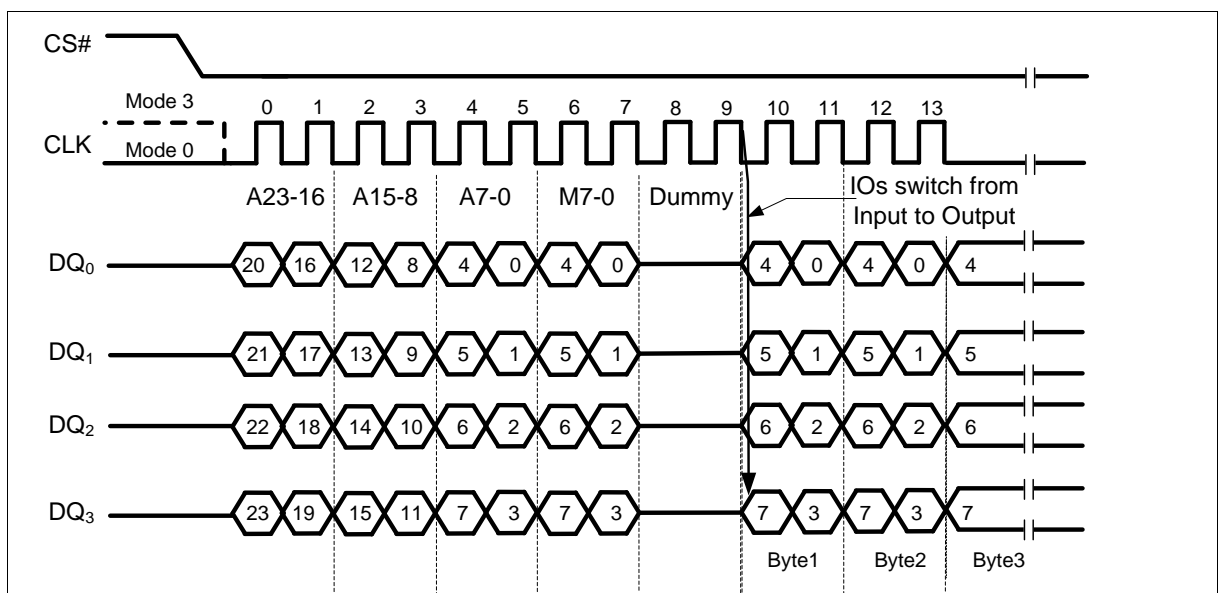 CS#
Mode 3
0 1 2 3 4 5 6 7 8 9 10 11 12 13
CLK
Mode 0
A23-16 A15-8 A7-0 M7-0 Dummy
IOs switch from
Input to Output
DQ0 20 16 12 8 4 0 4 0 4 0 4 0 4
DQ1 21 17 13 9 5 1 5 1 5 1 5 1 5
DQ2 22 18 14 10 6 2 6 2 6 2 6 2 6
DQ3 23 19 15 11 7 3 7 3 7 3 7 3 7
Byte1 Byte2 Byte3